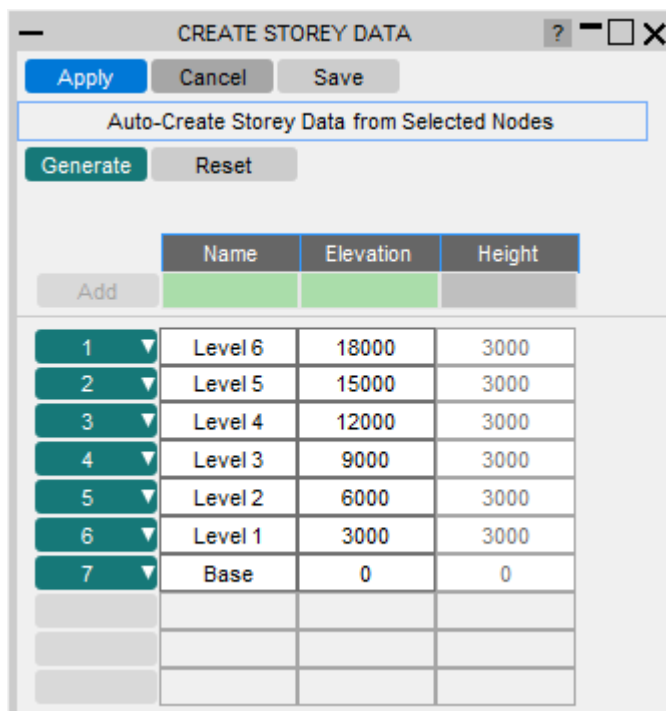 CREATE STOREY DATA ?
Apply Cancel Save
Auto-Create Storey Data from Selected Nodes
Generate Reset
Name Elevation Height
Add
1 Level 6 18000 3000
2 Level 5 15000 3000
3 Level 4 12000 3000
4 Level 3 9000 3000
5 Level 2 6000 3000
6 Level 1 3000 3000
7 Base 0 0